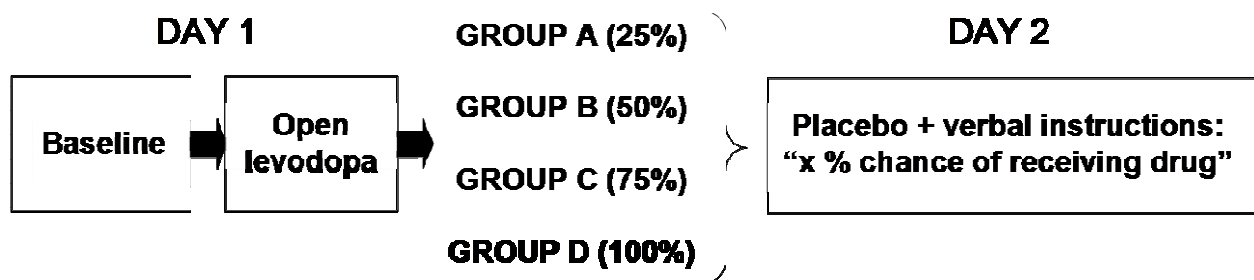 DAY 1
Baseline
Open
levodopa
GROUP A (25%)
GROUP B (50%)
GROUP C (75%)
GROUP D (100%)
DAY 2
Placebo + verbal instructions:
“x % chance of receiving drug”